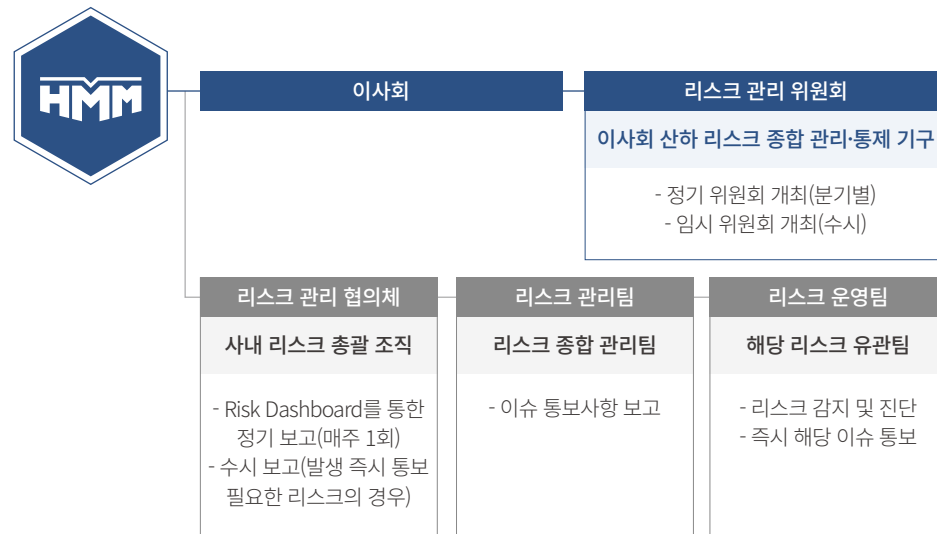 HMM
이사회
리스크 관리 위원회
이사회 산하 리스크 종합 관리·통제 기구
- 정기 위원회 개최(분기별)
- 임시 위원회 개최(수시)
리스크 관리 협의체
사내 리스크 총괄 조직
- Risk Dashboard를 통한
정기 보고(매주 1회)
- 수시 보고(발생 즉시 통보
필요한 리스크의 경우)
리스크 관리팀
리스크 종합 관리팀
- 이슈 통보사항 보고
리스크 운영팀
해당 리스크 유관팀
- 리스크 감지 및 진단
- 즉시 해당 이슈 통보